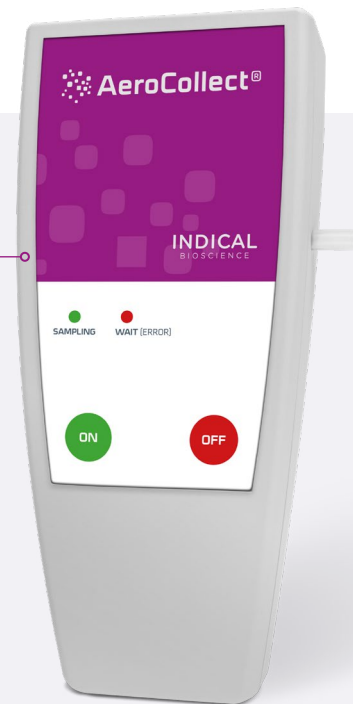 AeroCollect®
INDICAL
BIOSCIENCE
SAMPLING WAIT (ERROR)
ON OFF